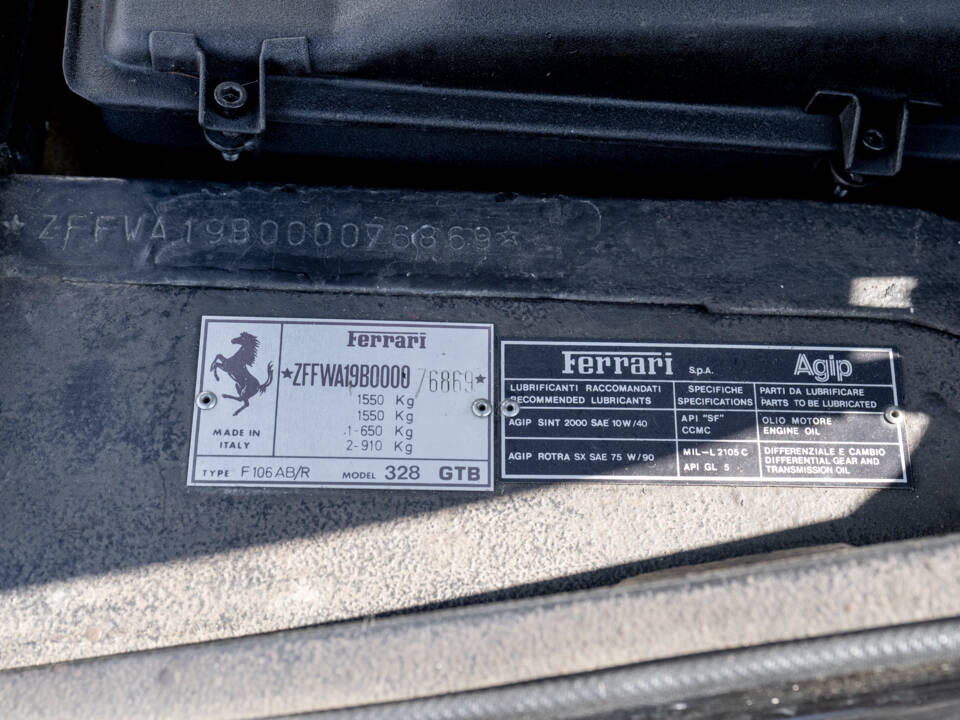 *ZFFWA19B000076869*
Ferrari
*ZFFWA19B0000 76869*
1550 Kg
1550 Kg
.1-650 Kg
2-910 Kg
MADE IN
ITALY
TYPE F 106 AB/R MODEL 328 GTB
Ferrari S.p.A. Agip
LUBRIFICANTI RACCOMANDATI
RECOMMENDED LUBRICANTS
SPECIFICHE
SPECIFICATIONS
PARTI DA LUBRIFICARE
PARTS TO BE LUBRICATED
AGIP SINT 2000 SAE 10W/40
API "SF"
CCMC
OLIO MOTORE
ENGINE OIL
AGIP ROTRA SX SAE 75 W/90
MIL-L 2105 C
API GL 5
DIFFERENZIALE E CAMBIO
DIFFERENTIAL GEAR AND
TRANSMISSION OIL